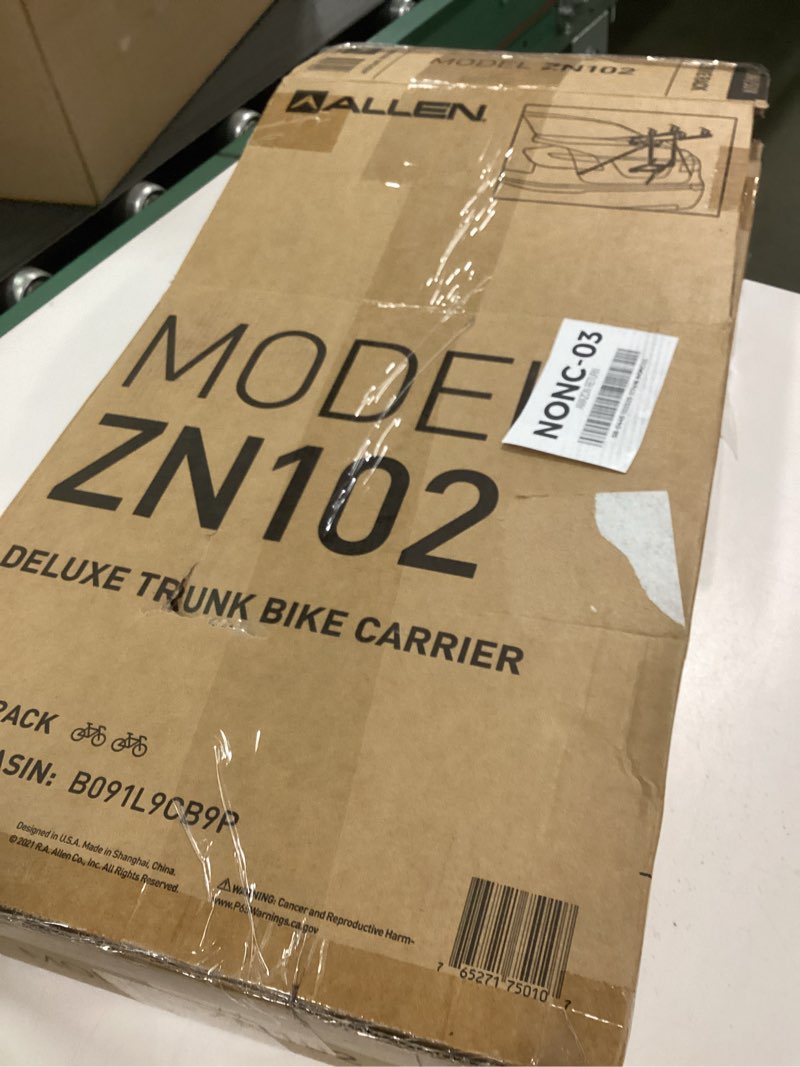 MODEL ZN102
ALLEN
MODEL
ZN102
NONC-03
DELUXE TRUNK BIKE CARRIER
PACK
ASIN: B091L9CB9P
Designed in U.S.A. Made in Shanghai, China.
© 2021 R.A. Allen Co., Inc. All Rights Reserved.
WARNING: Cancer and Reproductive Harm-
www.P65Warnings.ca.gov
7 65271 75010 7